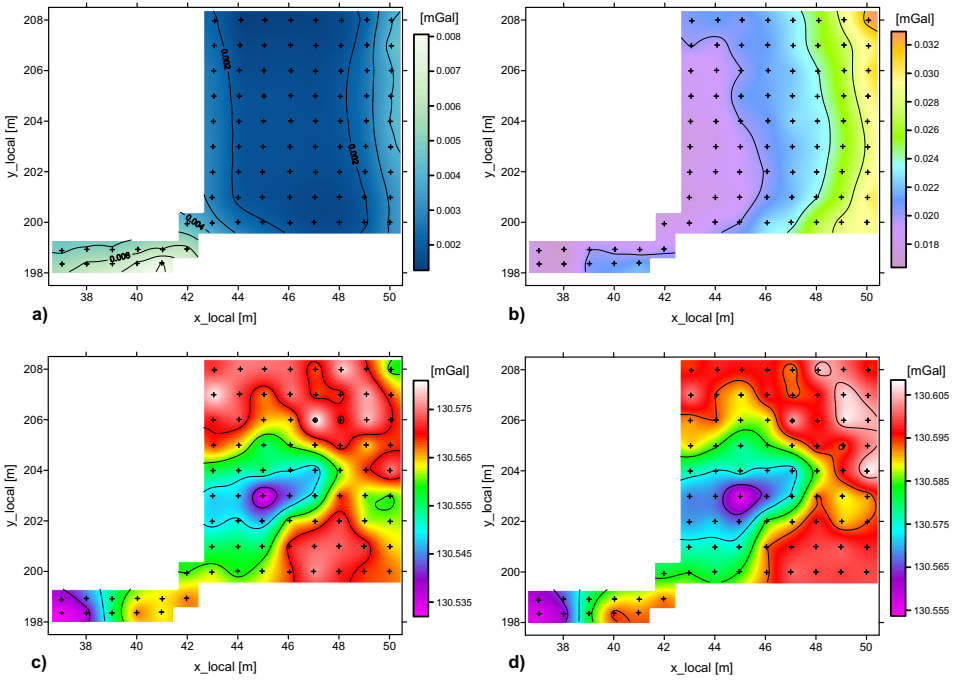 [mGal]
208
206
204
202
200
198
y_local [m]
38 40 42 44 46 48 50
x_local [m]
a)
0.002
0.002
0.004
0.006
0.008
0.007
0.006
0.005
0.004
0.003
0.002
[mGal]
208
206
204
202
200
198
y_local [m]
36 38 40 42 44 46 48 50
x_local [m]
b)
0.032
0.030
0.028
0.026
0.024
0.022
0.020
0.018
[mGal]
208
206
204
202
200
198
y_local [m]
38 40 42 44 46 48 50
x_local [m]
c)
130.575
130.565
130.555
130.545
130.535
[mGal]
208
206
204
202
200
198
y_local [m]
36 38 40 42 44 46 48 50
x_local [m]
d)
130.605
130.595
130.585
130.575
130.565
130.555